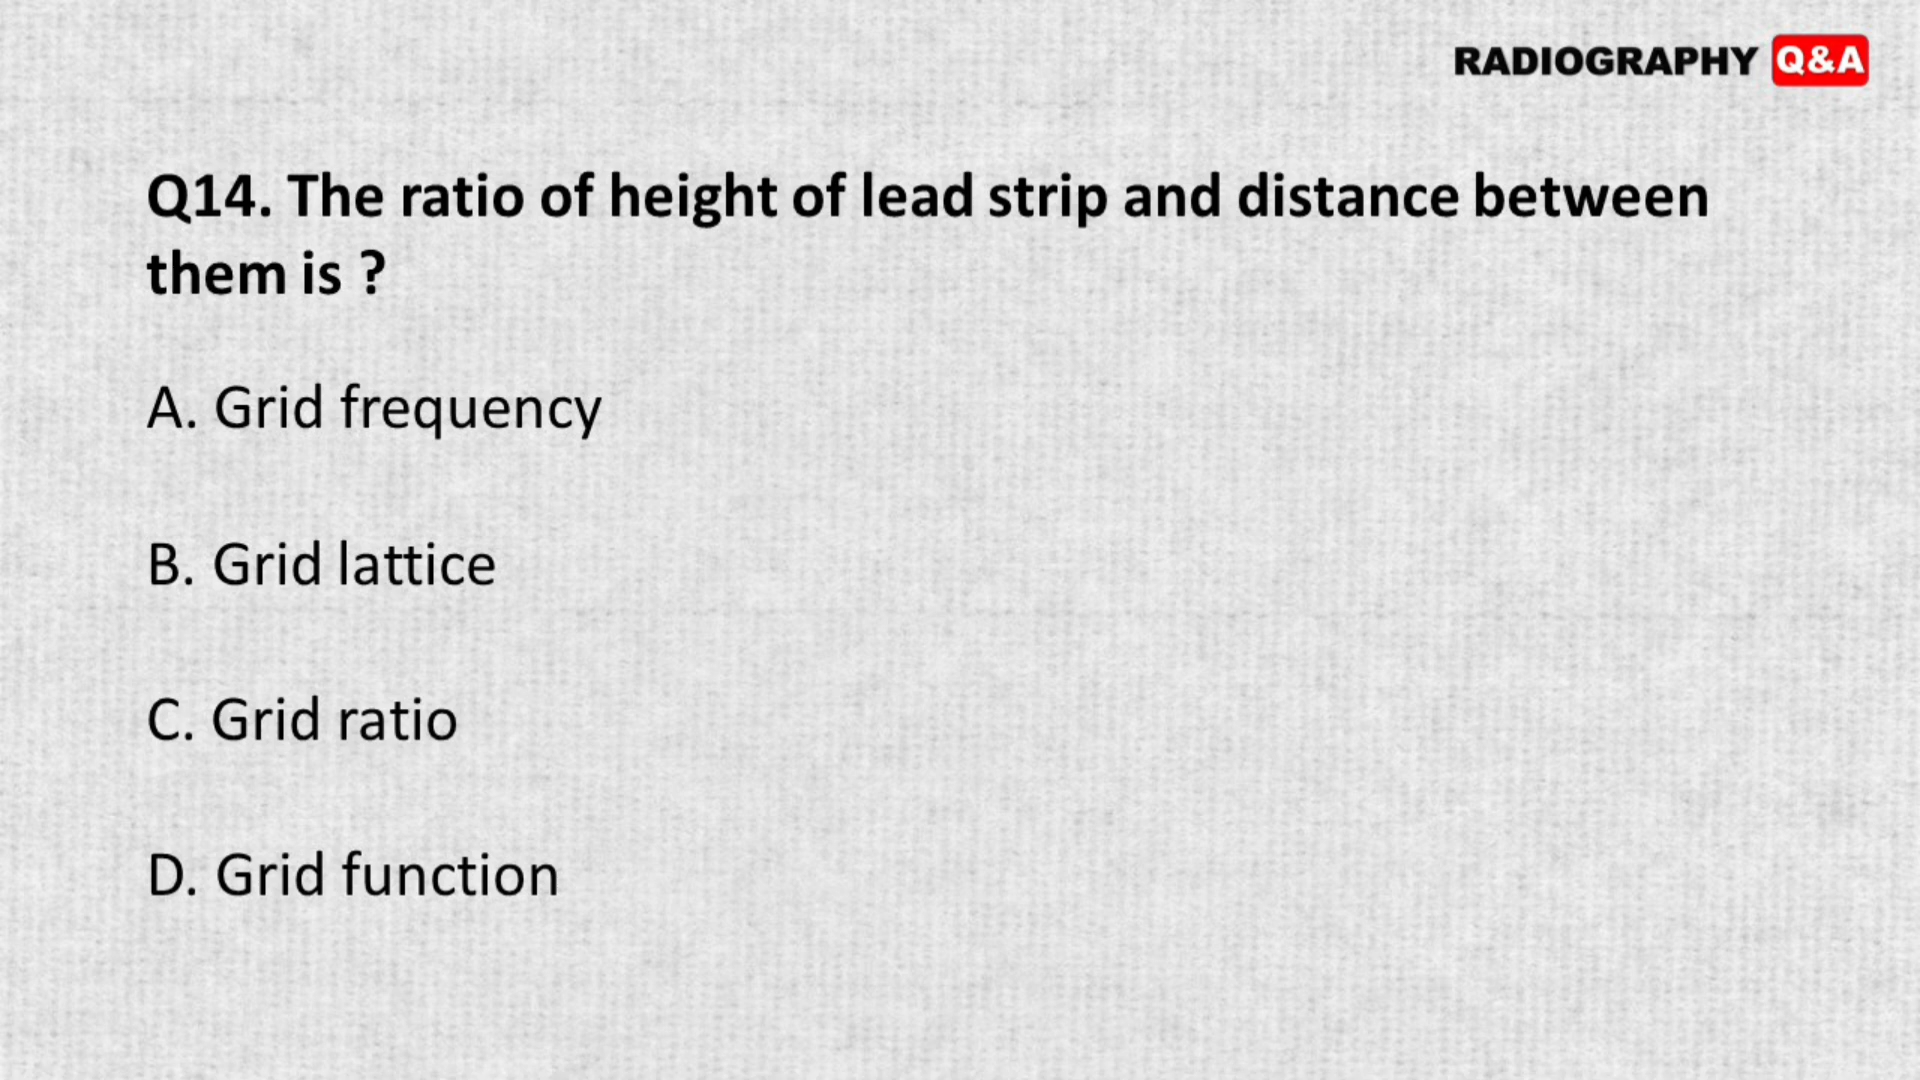 RADIOGRAPHY Q&A
Q14. The ratio of height of lead strip and distance between
them is ?
A. Grid frequency
B. Grid lattice
C. Grid ratio
D. Grid function